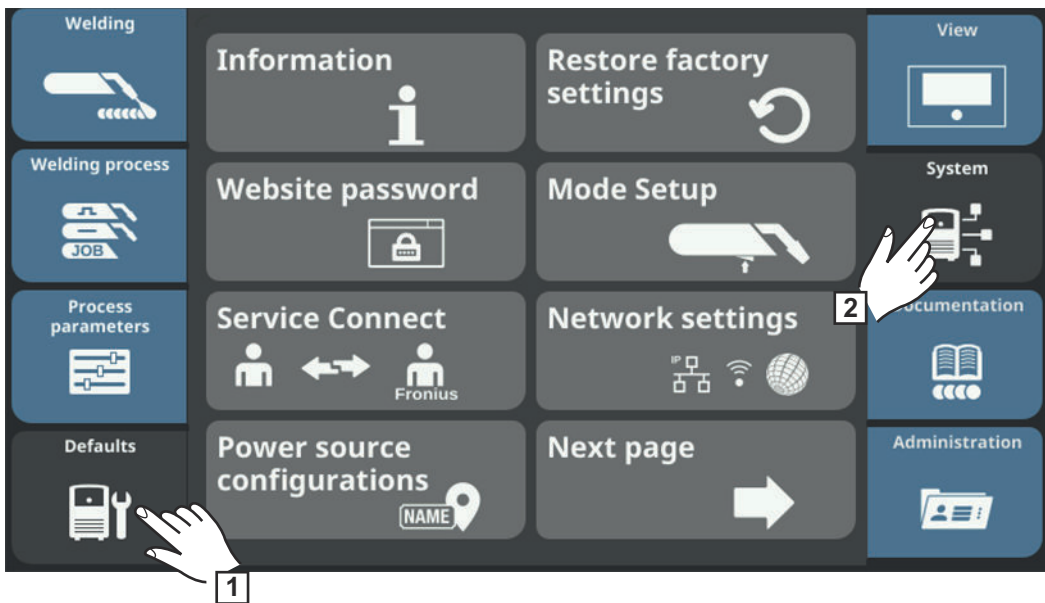 Welding
Welding process
JOB
Process
parameters
Defaults
1
Information
Restore factory
settings
Website password
Mode Setup
Service Connect
Fronius
Network settings
IP
Power source
configurations
NAME
Next page
View
System
2
Documentation
Administration